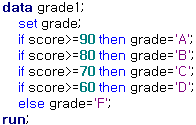 data grade1;
set grade;
if score>=90 then grade='A';
if score>=80 then grade='B';
if score>=70 then grade='C';
if score>=60 then grade='D';
else grade='F';
run;